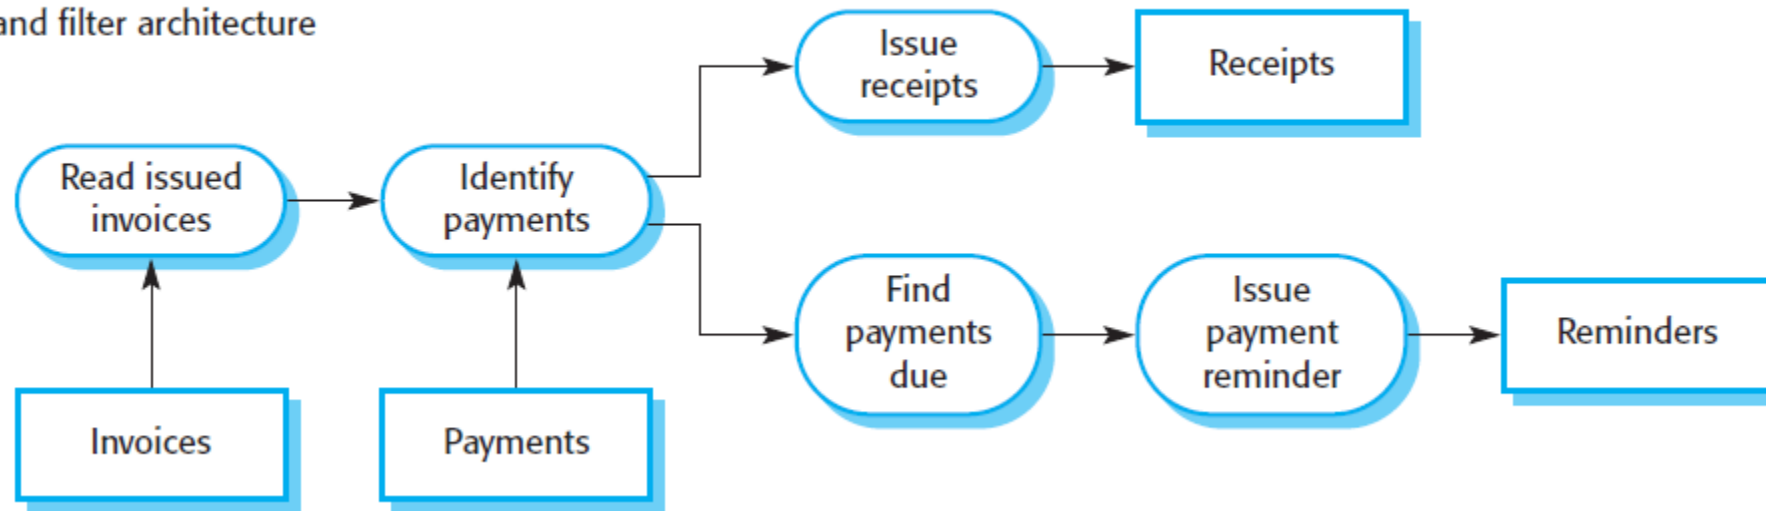 and filter architecture
Issue
receipts
Receipts
Read issued
invoices
Identify
payments
Find
payments
due
Issue
payment
reminder
Reminders
Invoices
Payments